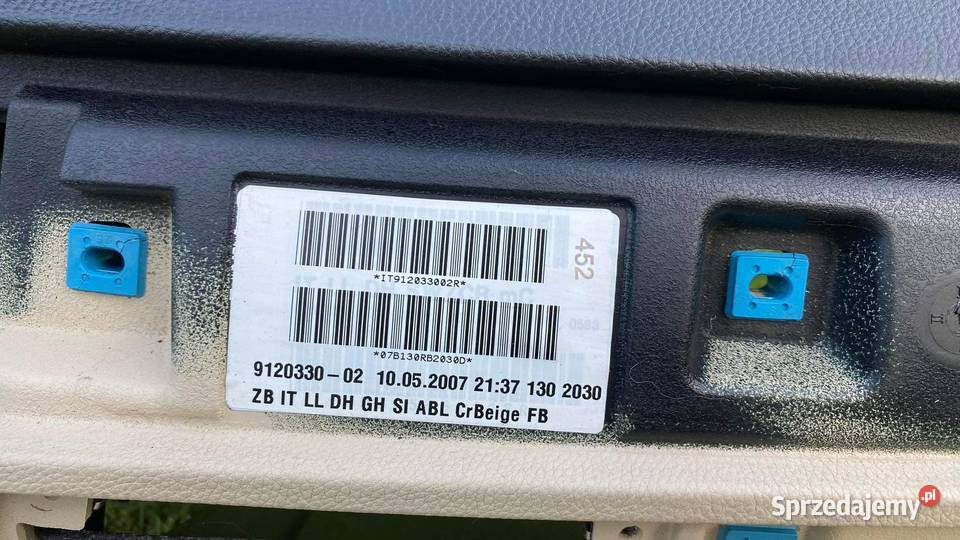 452
*IT912033002R*
*07B130RB2030D*
9120330-02 10.05.2007 21:37 130 2030
ZB IT LL DH GH SI ABL CrBeige FB
Sprzedajemy.pl